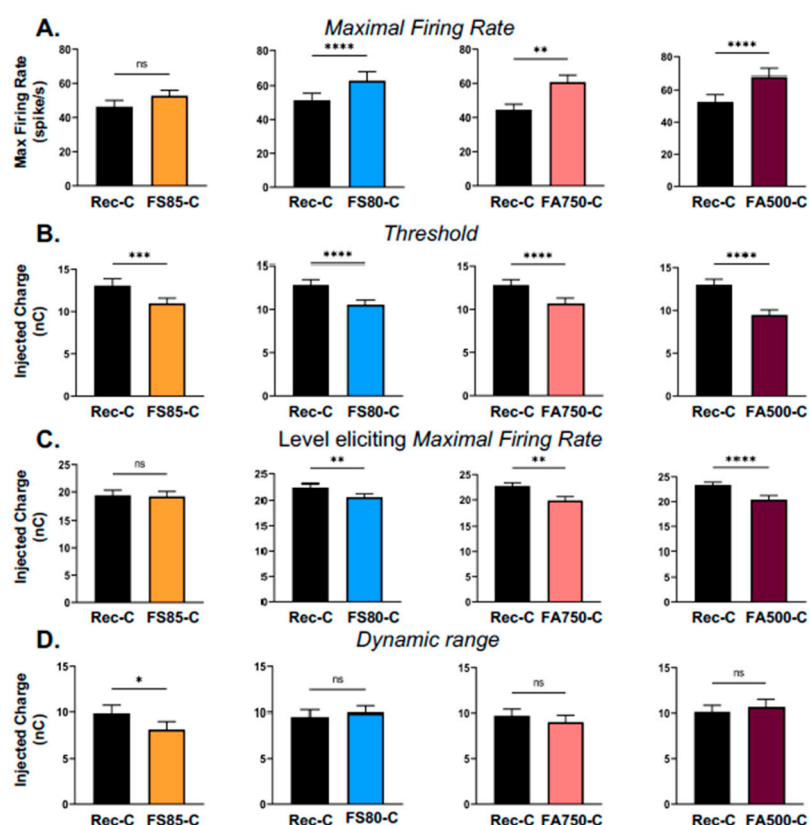 A. Maximal Firing Rate
ns **** ** ****
Max Firing Rate
(spike/s)
80 80 80 80
60 60 60 60
40 40 40 40
20 20 20 20
0 0 0 0
Rec-C FS85-C Rec-C FS80-C Rec-C FA750-C Rec-C FA500-C
B. Threshold
*** **** **** ****
Injected Charge
(nC)
15 15 15 15
10 10 10 10
5 5 5 5
0 0 0 0
Rec-C FS85-C Rec-C FS80-C Rec-C FA750-C Rec-C FA500-C
C. Level eliciting Maximal Firing Rate
ns ** ** ****
Injected Charge
(nC)
25 25 25 25
20 20 20 20
15 15 15 15
10 10 10 10
5 5 5 5
0 0 0 0
Rec-C FS85-C Rec-C FS80-C Rec-C FA750-C Rec-C FA500-C
D. Dynamic range
* ns ns ns
Injected Charge
(nC)
15 15 15 15
10 10 10 10
5 5 5 5
0 0 0 0
Rec-C FS85-C Rec-C FS80-C Rec-C FA750-C Rec-C FA500-C